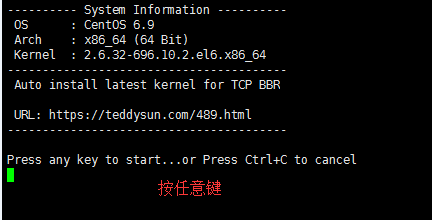 ---------- System Information ----------
 OS      : CentOS 6.9
 Arch    : x86_64 (64 Bit)
 Kernel  : 2.6.32-696.10.2.el6.x86_64
----------------------------------------
 Auto install latest kernel for TCP BBR
 URL: https://teddysun.com/489.html
----------------------------------------
Press any key to start...or Press Ctrl+C to cancel
按任意键